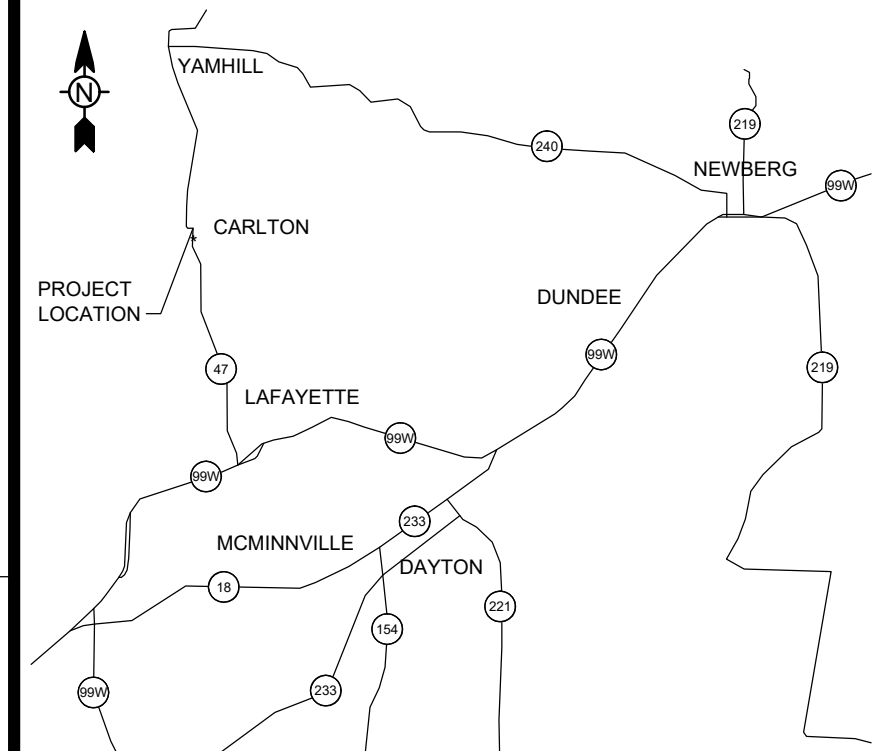 YAMHILL
N
219
240
NEWBERG
99W
CARLTON
PROJECT
LOCATION
DUNDEE
99W
47
219
LAFAYETTE
99W
99W
233
MCMINNVILLE
DAYTON
18
221
154
99W
233